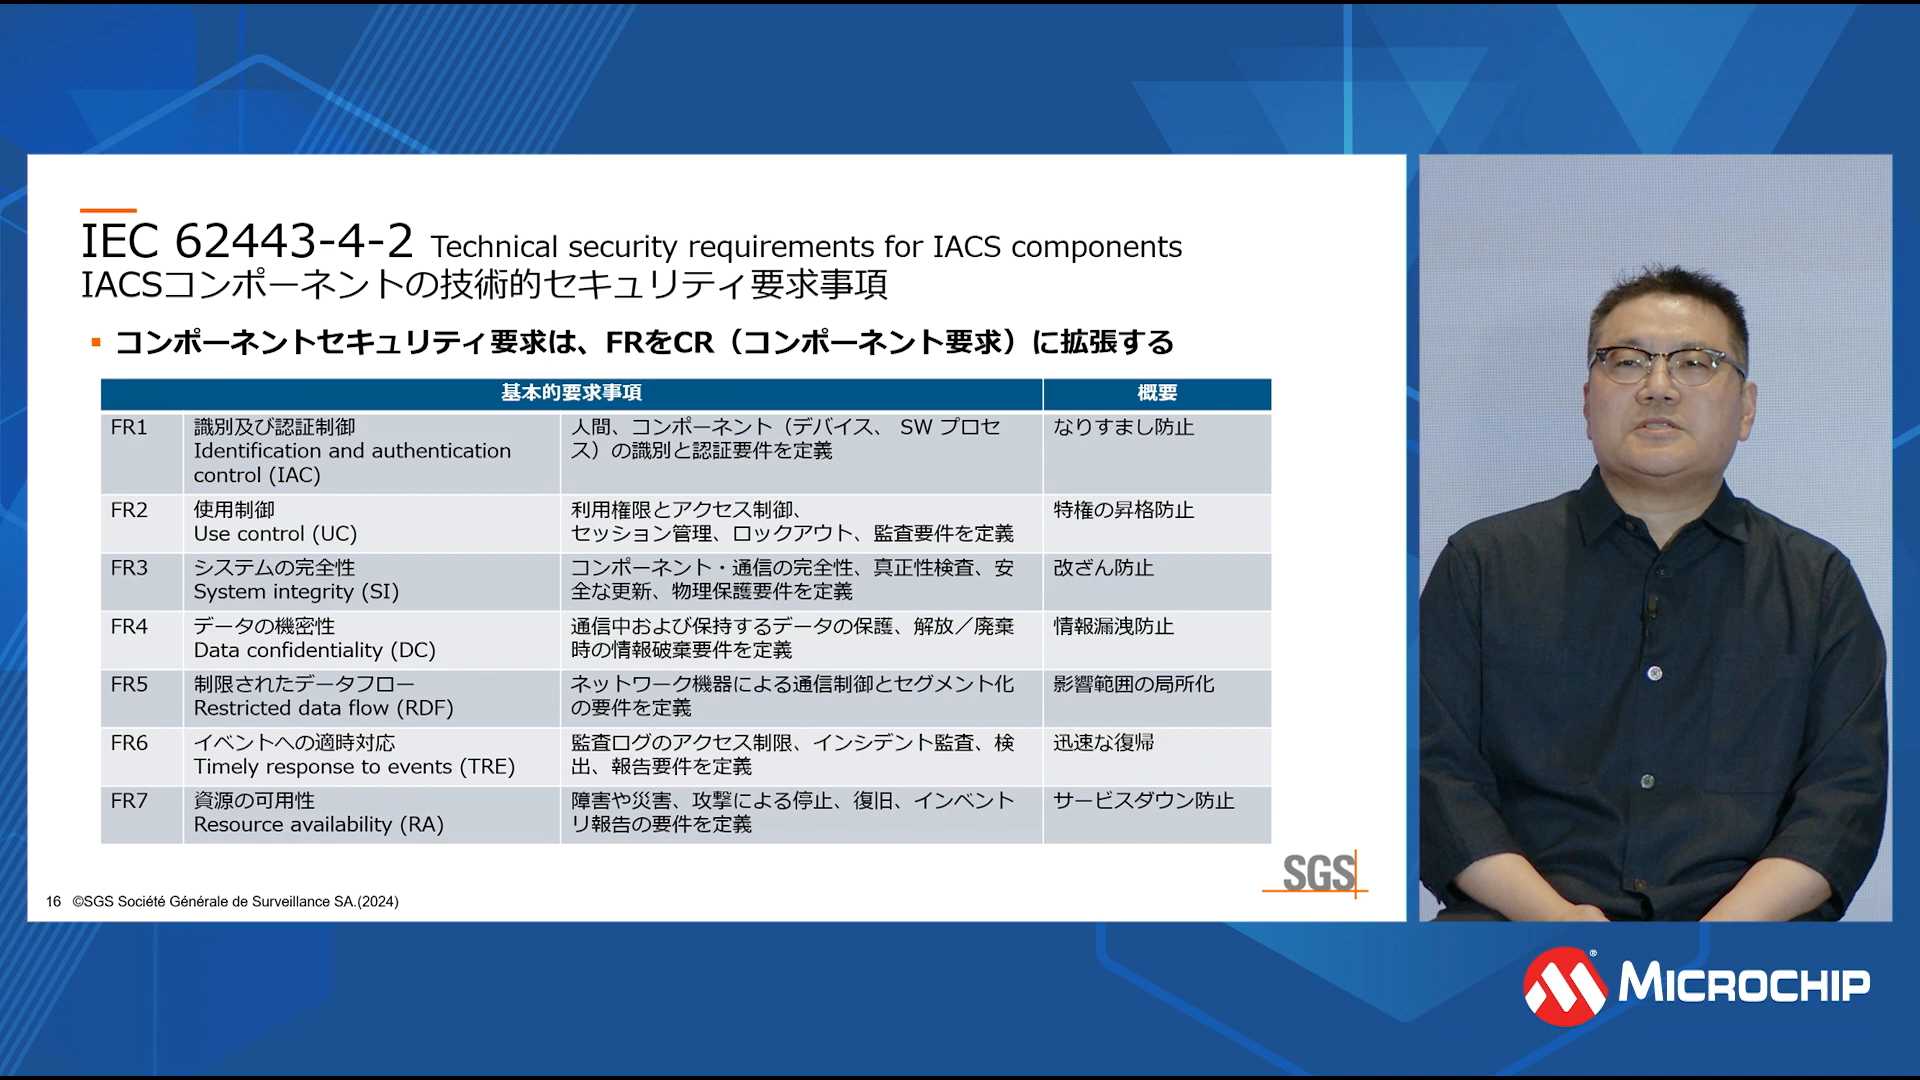 IEC 62443-4-2 Technical security requirements for IACS components
IACSコンポーネントの技術的セキュリティ要求事項
▪ コンポーネントセキュリティ要求は、FRをCR（コンポーネント要求）に拡張する
基本的要求事項 概要
FR1 識別及び認証制御 人間、コンポーネント（デバイス、 SW プロセ なりすまし防止
Identification and authentication ス）の識別と認証要件を定義
control (IAC)
FR2 使用制御 利用権限とアクセス制御、 特権の昇格防止
Use control (UC) セッション管理、ロックアウト、監査要件を定義
FR3 システムの完全性 コンポーネント・通信の完全性、真正性検査、安 改ざん防止
System integrity (SI) 全な更新、物理保護要件を定義
FR4 データの機密性 通信中および保持するデータの保護、解放／廃棄 情報漏洩防止
Data confidentiality (DC) 時の情報破棄要件を定義
FR5 制限されたデータフロー ネットワーク機器による通信制御とセグメント化 影響範囲の局所化
Restricted data flow (RDF) の要件を定義
FR6 イベントへの適時対応 監査ログのアクセス制限、インシデント監査、検 迅速な復帰
Timely response to events (TRE) 出、報告要件を定義
FR7 資源の可用性 障害や災害、攻撃による停止、復旧、インベント サービスダウン防止
Resource availability (RA) リ報告の要件を定義
SGS
16 ©SGS Société Générale de Surveillance SA.(2024)
® MICROCHIP